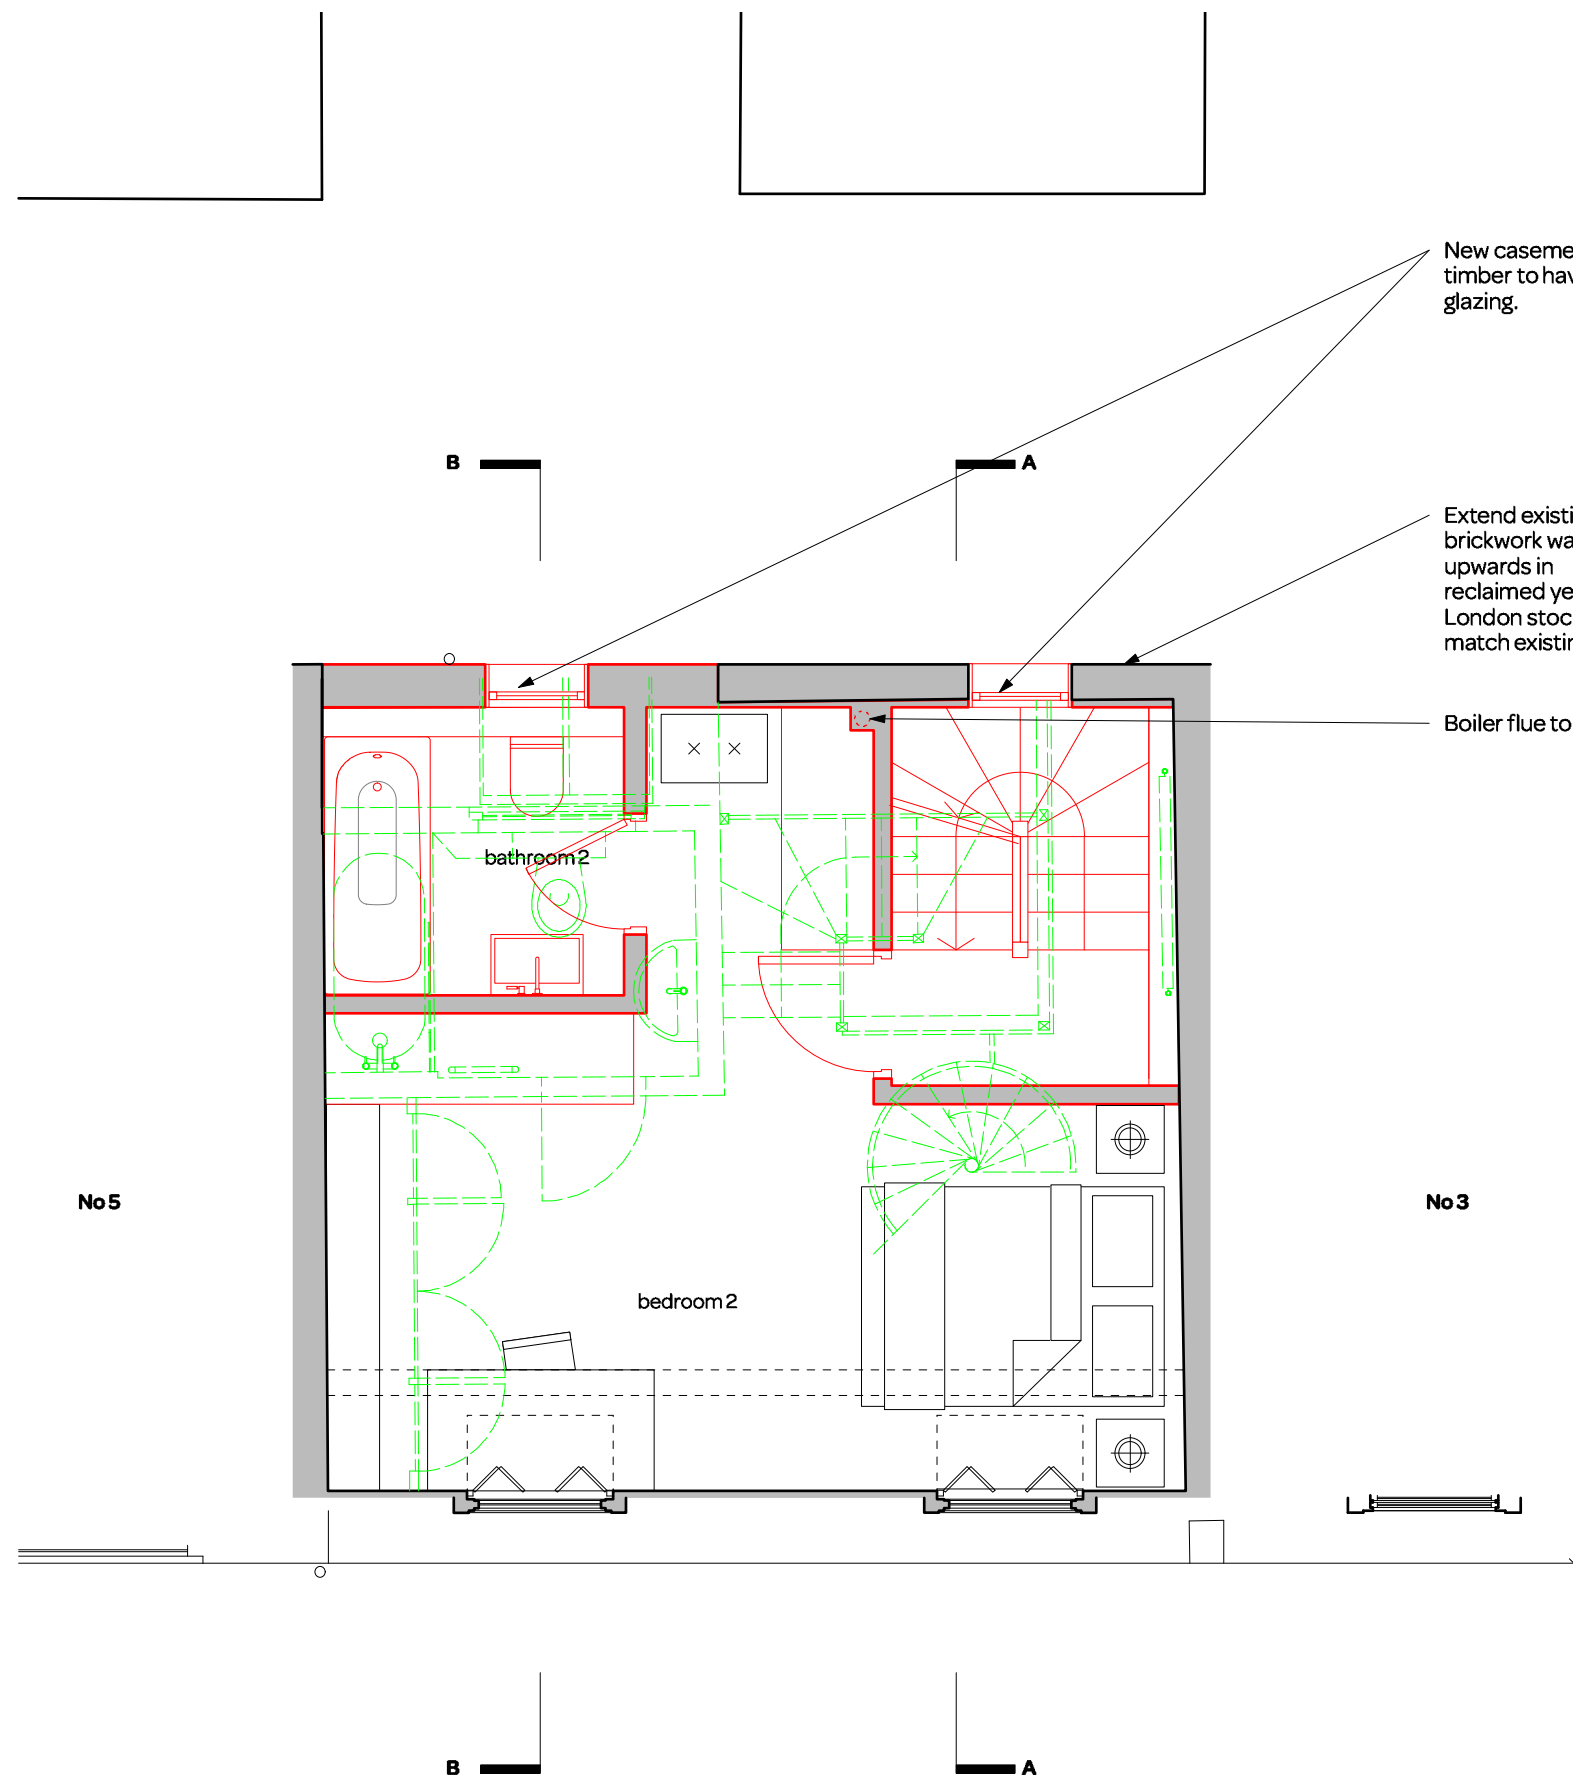 New caseme
timber to hav
glazing.
B
A
Extend existi
brickwork wa
upwards in
reclaimed ye
London stoc
match existin
Boiler flue to
bathroom 2
No 5
No 3
bedroom 2
B
A